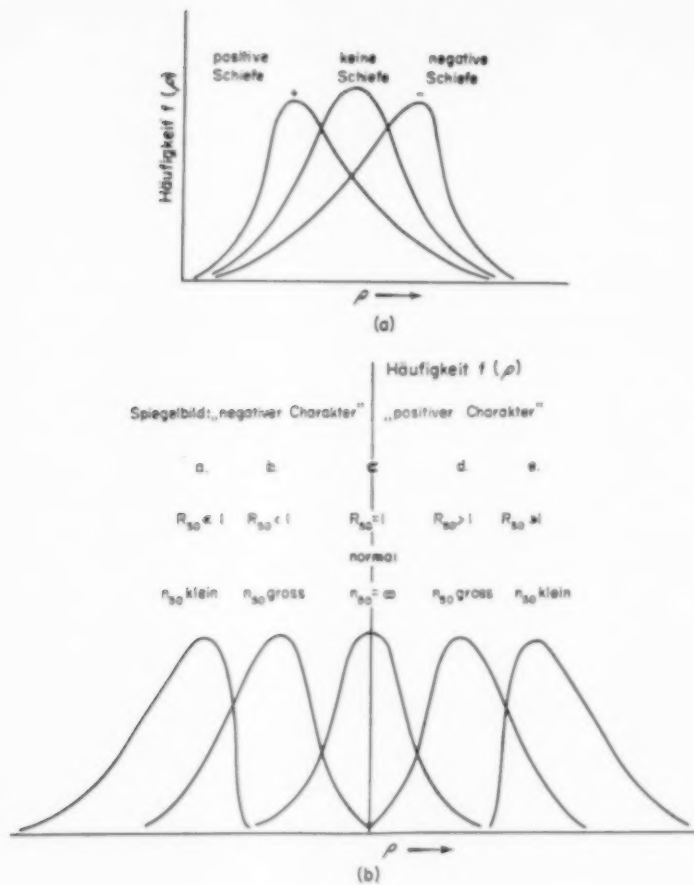 positive keine negative
Schiefe Schiefe Schiefe
+ -
Häufigkeit f (ρ)
ρ →
(a)
Häufigkeit f (ρ)
Spiegelbild: „negativer Charakter” „positiver Charakter”
a. b. c d. e.
R₅₀ ≪ 1 R₅₀ < 1 R₅₀ = 1 R₅₀ > 1 R₅₀ ≫ 1
normal
n₅₀ klein n₅₀ gross n₅₀ = ∞ n₅₀ gross n₅₀ klein
ρ →
(b)